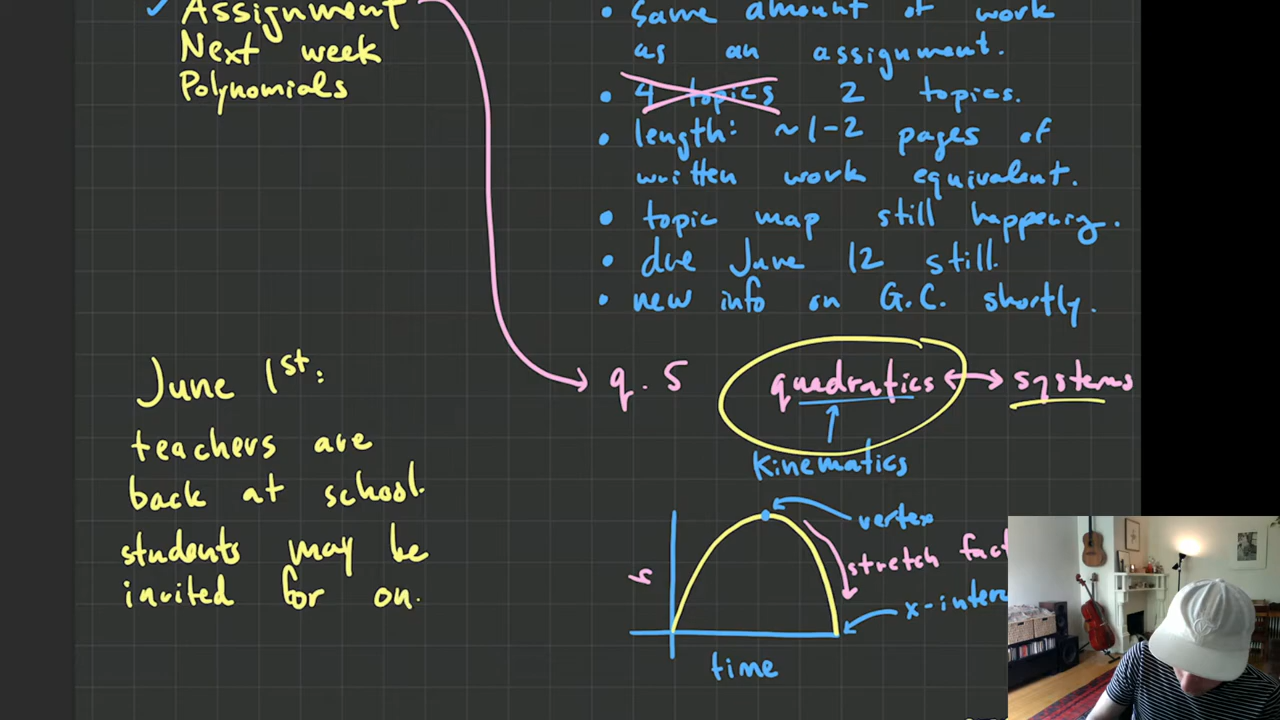 Assignment
Next week
Polynomials
• same amount of work
as an assignment.
• 4 topics 2 topics.
• length: ~1-2 pages of
written work equivalent.
• topic map still happening.
• due June 12 still.
• new info on G.C. shortly.
June 1st:
teachers are
back at school.
students may be
invited for on.
q. 5 quadratics ↔ systems
kinematics
vertex
stretch
time